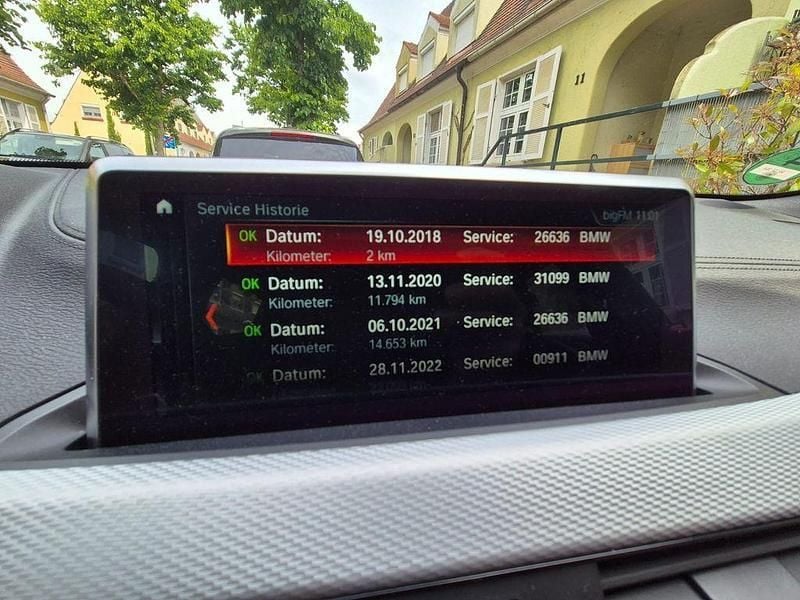 Service Historie
bigFM 11:01
OK Datum: 19.10.2018 Service: 26636 BMW
Kilometer: 2 km
OK Datum: 13.11.2020 Service: 31099 BMW
Kilometer: 11.794 km
OK Datum: 06.10.2021 Service: 26636 BMW
Kilometer: 14.653 km
OK Datum: 28.11.2022 Service: 00911 BMW
11